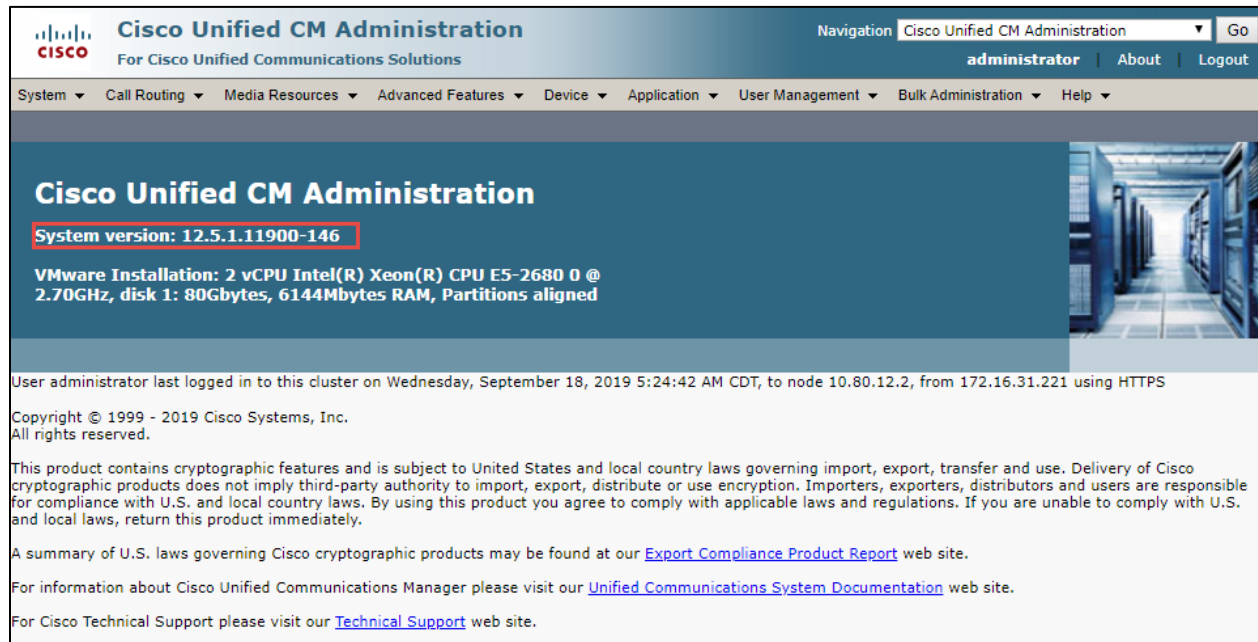 CISCO
Cisco Unified CM Administration
For Cisco Unified Communications Solutions
Navigation Cisco Unified CM Administration Go
administrator | About | Logout
System Call Routing Media Resources Advanced Features Device Application User Management Bulk Administration Help
Cisco Unified CM Administration
System version: 12.5.1.11900-146
VMware Installation: 2 vCPU Intel(R) Xeon(R) CPU E5-2680 0 @
2.70GHz, disk 1: 80Gbytes, 6144Mbytes RAM, Partitions aligned
User administrator last logged in to this cluster on Wednesday, September 18, 2019 5:24:42 AM CDT, to node 10.80.12.2, from 172.16.31.221 using HTTPS
Copyright © 1999 - 2019 Cisco Systems, Inc.
All rights reserved.
This product contains cryptographic features and is subject to United States and local country laws governing import, export, transfer and use. Delivery of Cisco
cryptographic products does not imply third-party authority to import, export, distribute or use encryption. Importers, exporters, distributors and users are responsible
for compliance with U.S. and local country laws. By using this product you agree to comply with applicable laws and regulations. If you are unable to comply with U.S.
and local laws, return this product immediately.
A summary of U.S. laws governing Cisco cryptographic products may be found at our Export Compliance Product Report web site.
For information about Cisco Unified Communications Manager please visit our Unified Communications System Documentation web site.
For Cisco Technical Support please visit our Technical Support web site.